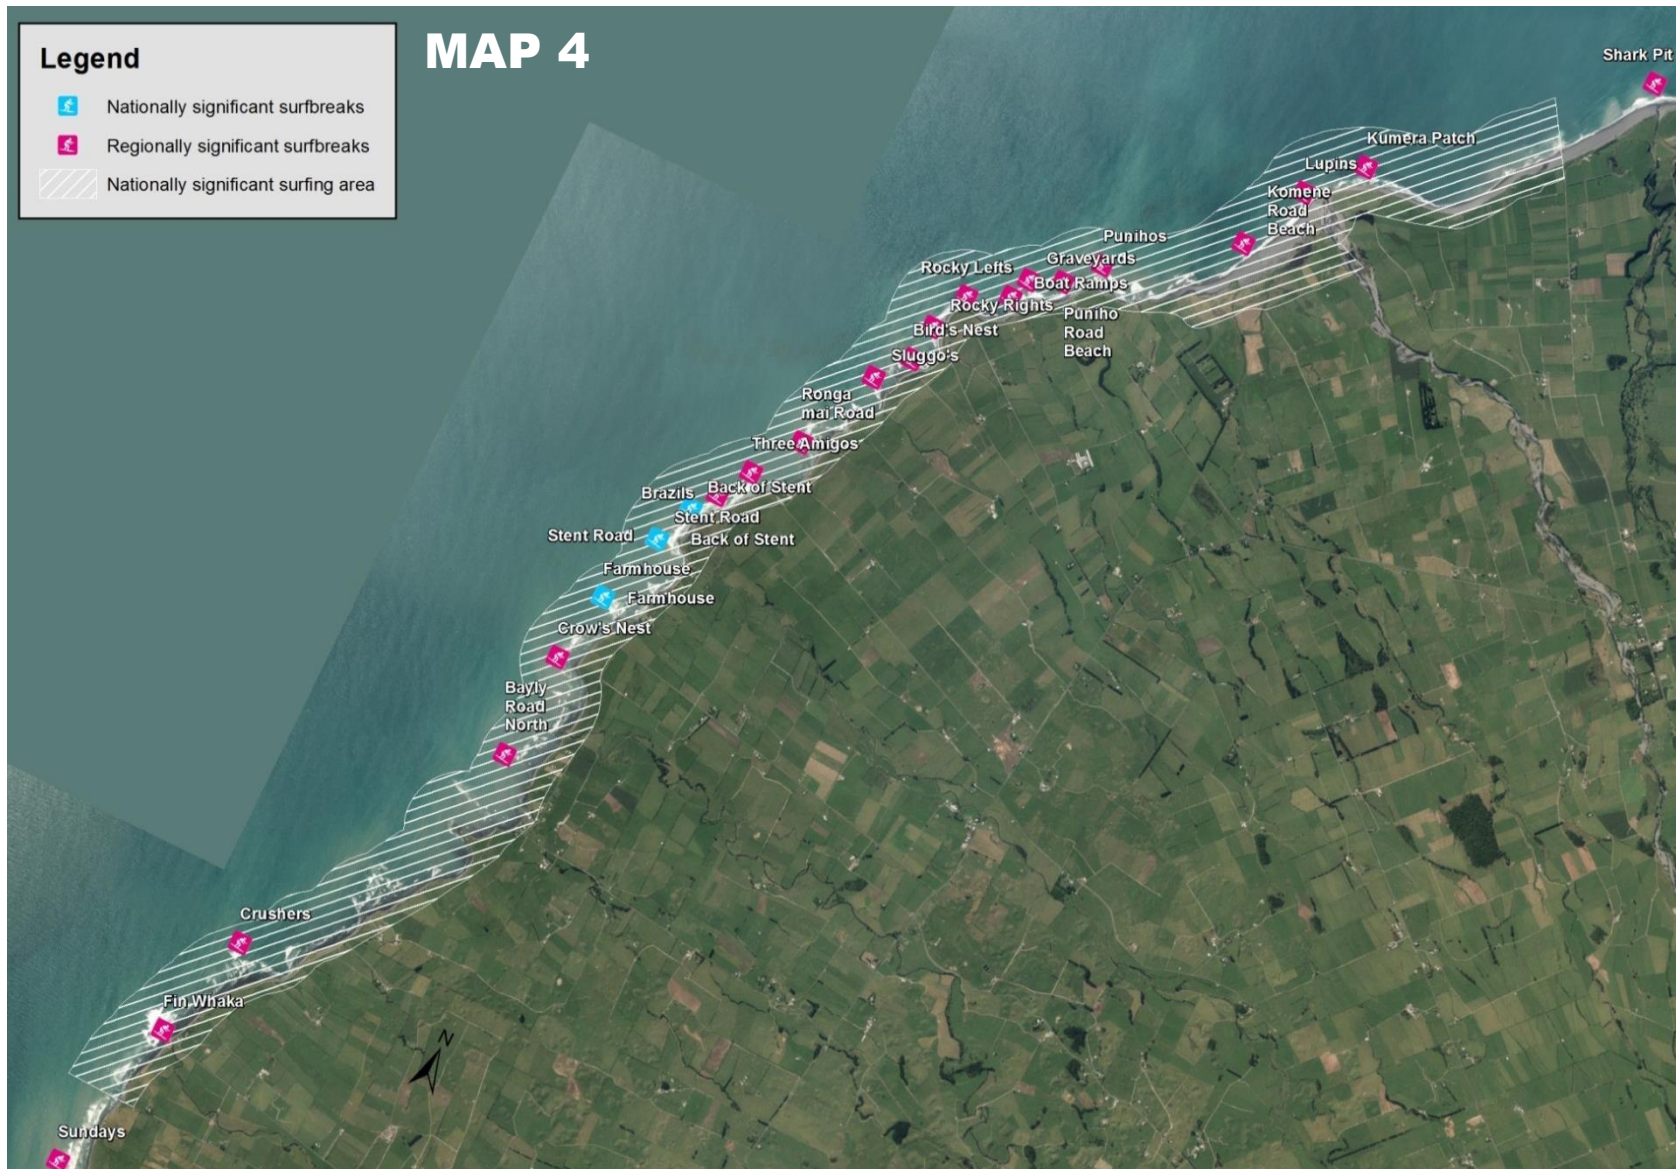 MAP 4
Legend
Nationally significant surfbreaks
Regionally significant surfbreaks
Nationally significant surfing area
Shark Pit
Kumera Patch
Lupins
Komene
Road
Beach
Punihos
Graveyards
Rocky Lefts
Boat Ramps
Rocky Rights
Puniho
Road
Beach
Bird's Nest
Sluggo's
Ronga
mai Road
Three Amigos
Back of Stent
Brazils
Stent Road
Stent Road
Back of Stent
Farmhouse
Farmhouse
Crow's Nest
Bayly
Road
North
Crushers
Fin Whaka
N
Sundays